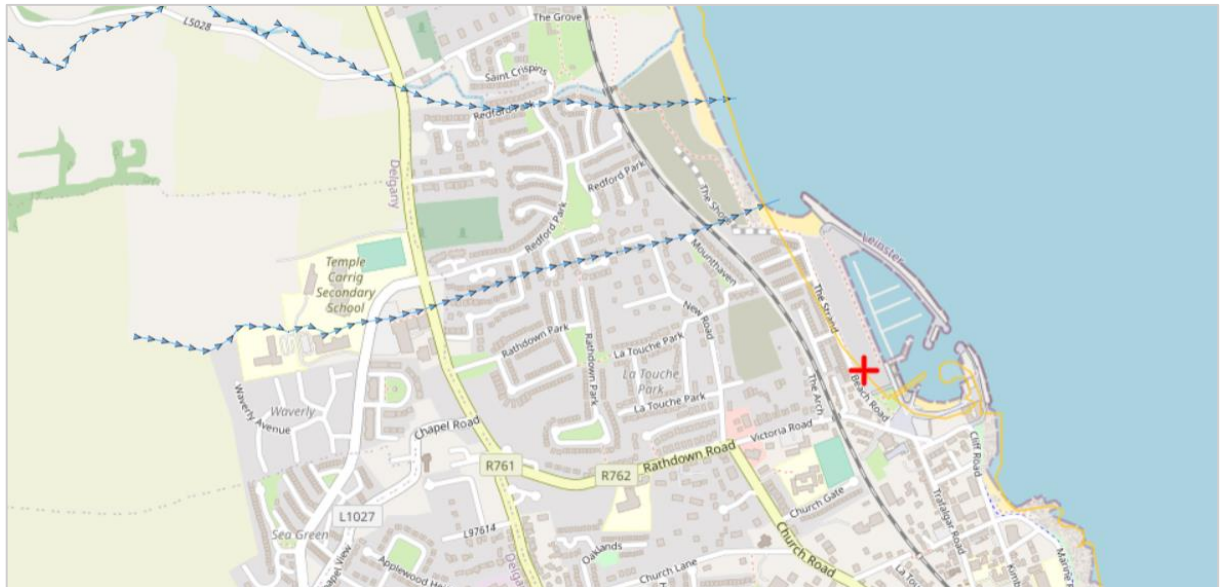 The Grove
L5028
Saint Crispins
Redford Park
Delgany
Redford Park
The Shore
Redford Park
Leinster
Temple
Carrig
Secondary
School
Mounthaven
The Strand
New Road
Rathdown Park
Rathdown Park
La Touche Park
La Touche
Park
Waverly
Waverly Avenue
Beach Road
The Arch
La Touche Park
Chapel Road
Victoria Road
Cliff Road
R761
R762
Rathdown Road
L1027
Church Gate
Trafalgar Road
Sea Green
L97614
Oaklands
Church Road
Church Lane